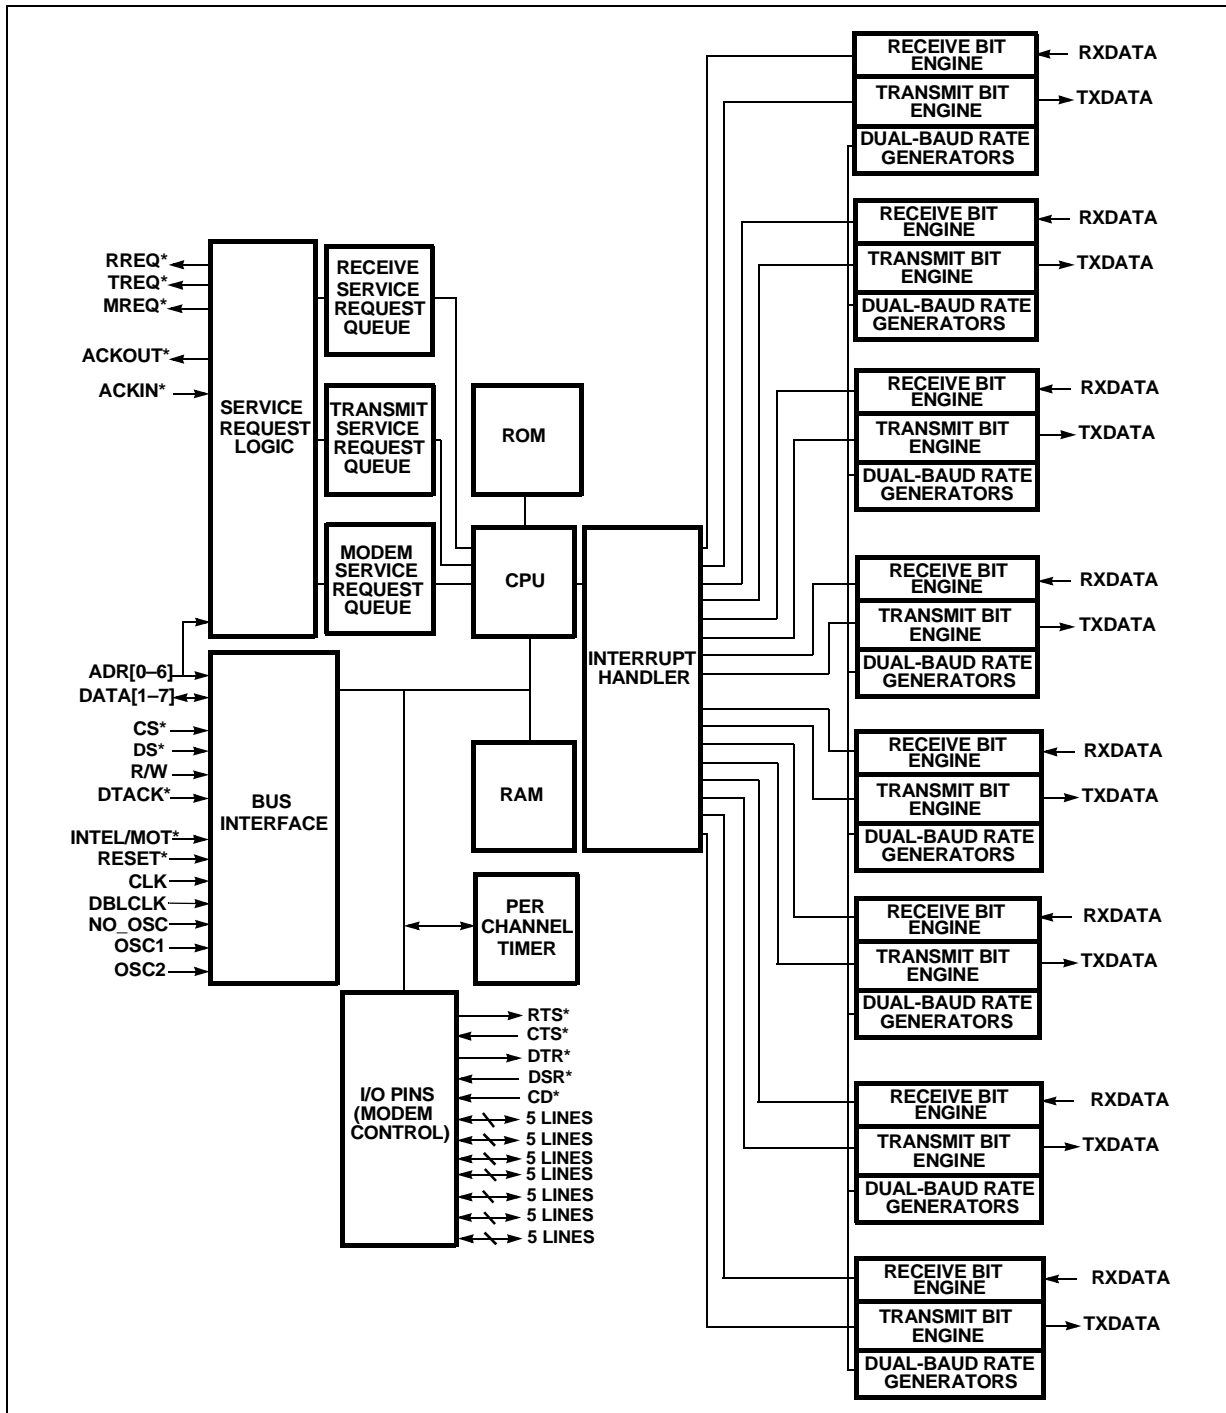 RREQ*
TREQ*
MREQ*
ACKOUT*
ACKIN*
SERVICE
REQUEST
LOGIC
RECEIVE
SERVICE
REQUEST
QUEUE
TRANSMIT
SERVICE
REQUEST
QUEUE
MODEM
SERVICE
REQUEST
QUEUE
ROM
CPU
RAM
INTERRUPT
HANDLER
ADR[0–6]
DATA[1–7]
CS*
DS*
R/W
DTACK*
INTEL/MOT*
RESET*
CLK
DBLCLK
NO_OSC
OSC1
OSC2
BUS
INTERFACE
PER
CHANNEL
TIMER
I/O PINS
(MODEM
CONTROL)
RTS*
CTS*
DTR*
DSR*
CD*
5 LINES
5 LINES
5 LINES
5 LINES
5 LINES
5 LINES
5 LINES
RECEIVE BIT
ENGINE
RXDATA
TRANSMIT BIT
ENGINE
TXDATA
DUAL-BAUD RATE
GENERATORS
RECEIVE BIT
ENGINE
RXDATA
TRANSMIT BIT
ENGINE
TXDATA
DUAL-BAUD RATE
GENERATORS
RECEIVE BIT
ENGINE
RXDATA
TRANSMIT BIT
ENGINE
TXDATA
DUAL-BAUD RATE
GENERATORS
RECEIVE BIT
ENGINE
RXDATA
TRANSMIT BIT
ENGINE
TXDATA
DUAL-BAUD RATE
GENERATORS
RECEIVE BIT
ENGINE
RXDATA
TRANSMIT BIT
ENGINE
TXDATA
DUAL-BAUD RATE
GENERATORS
RECEIVE BIT
ENGINE
RXDATA
TRANSMIT BIT
ENGINE
TXDATA
DUAL-BAUD RATE
GENERATORS
RECEIVE BIT
ENGINE
RXDATA
TRANSMIT BIT
ENGINE
TXDATA
DUAL-BAUD RATE
GENERATORS
RECEIVE BIT
ENGINE
RXDATA
TRANSMIT BIT
ENGINE
TXDATA
DUAL-BAUD RATE
GENERATORS